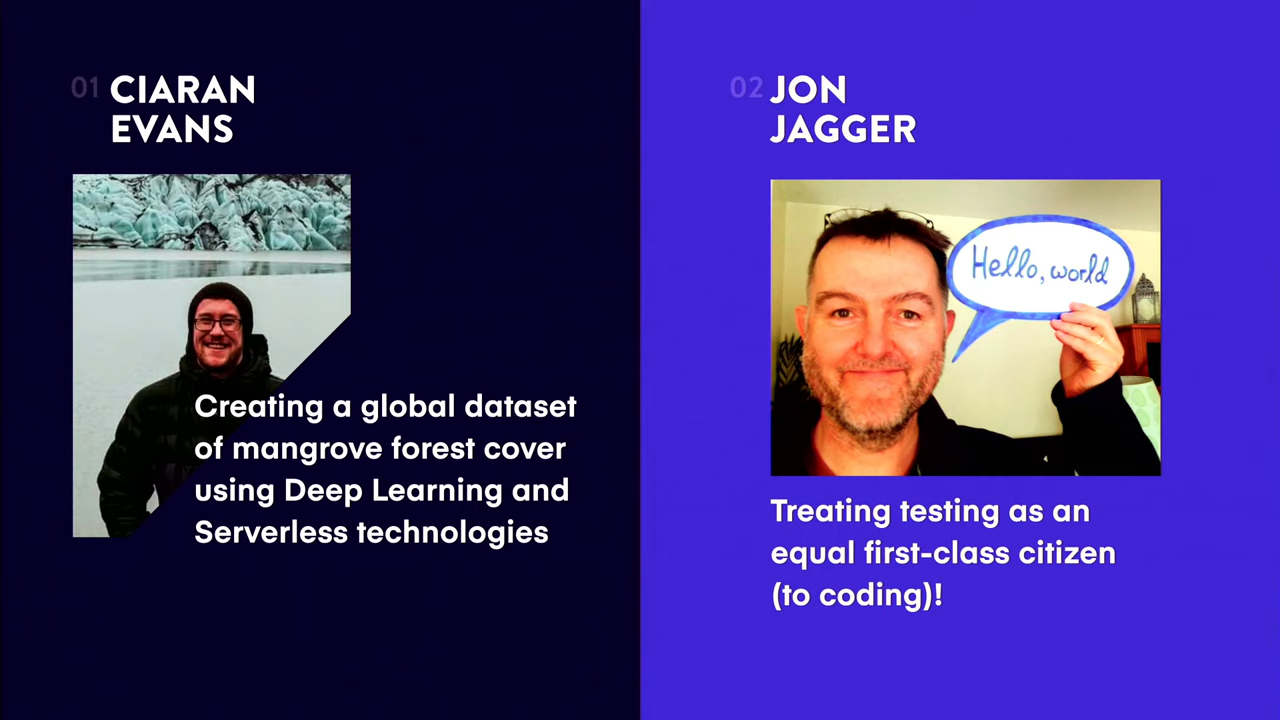 01 CIARAN
EVANS
Creating a global dataset
of mangrove forest cover
using Deep Learning and
Serverless technologies
02 JON
JAGGER
Hello, world
Treating testing as an
equal first-class citizen
(to coding)!